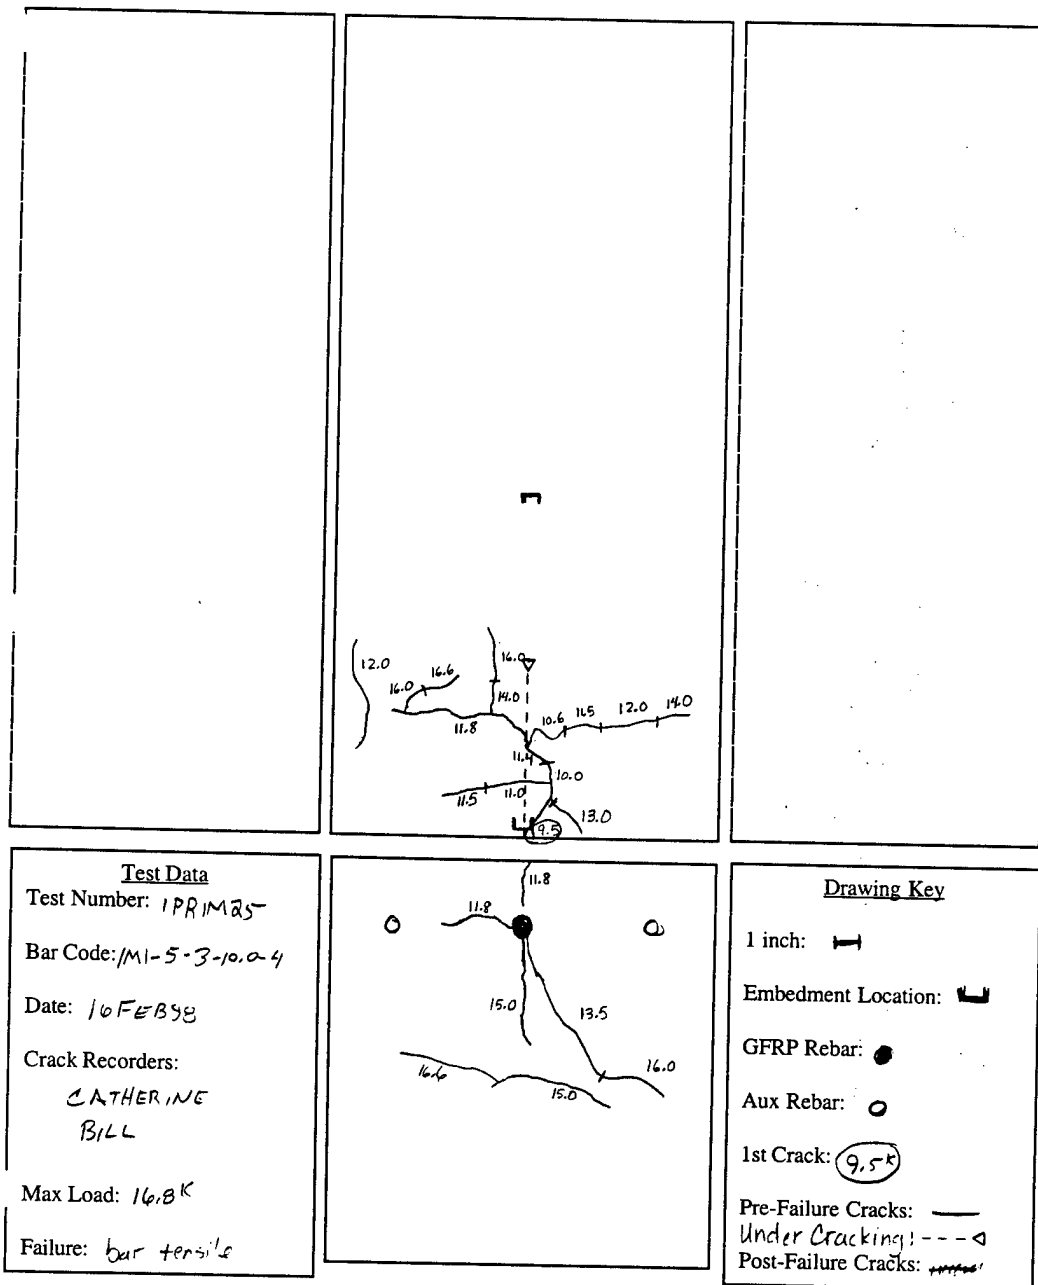 16.0
12.0
16.6
16.0
14.0
11.8
10.6
11.5
12.0
14.0
11.4
10.0
11.5
11.0
13.0
9.5
Test Data
Test Number: 1PRIM25
Bar Code: 1M1-5-3-10.0-4
Date: 16FEB98
Crack Recorders:
CATHERINE
BILL
Max Load: 16.8K
Failure: bar tensile
11.8
11.8
15.0
13.5
16.6
15.0
16.0
Drawing Key
1 inch:
Embedment Location:
GFRP Rebar:
Aux Rebar:
1st Crack: 9.5K
Pre-Failure Cracks:
Under Cracking:
Post-Failure Cracks: